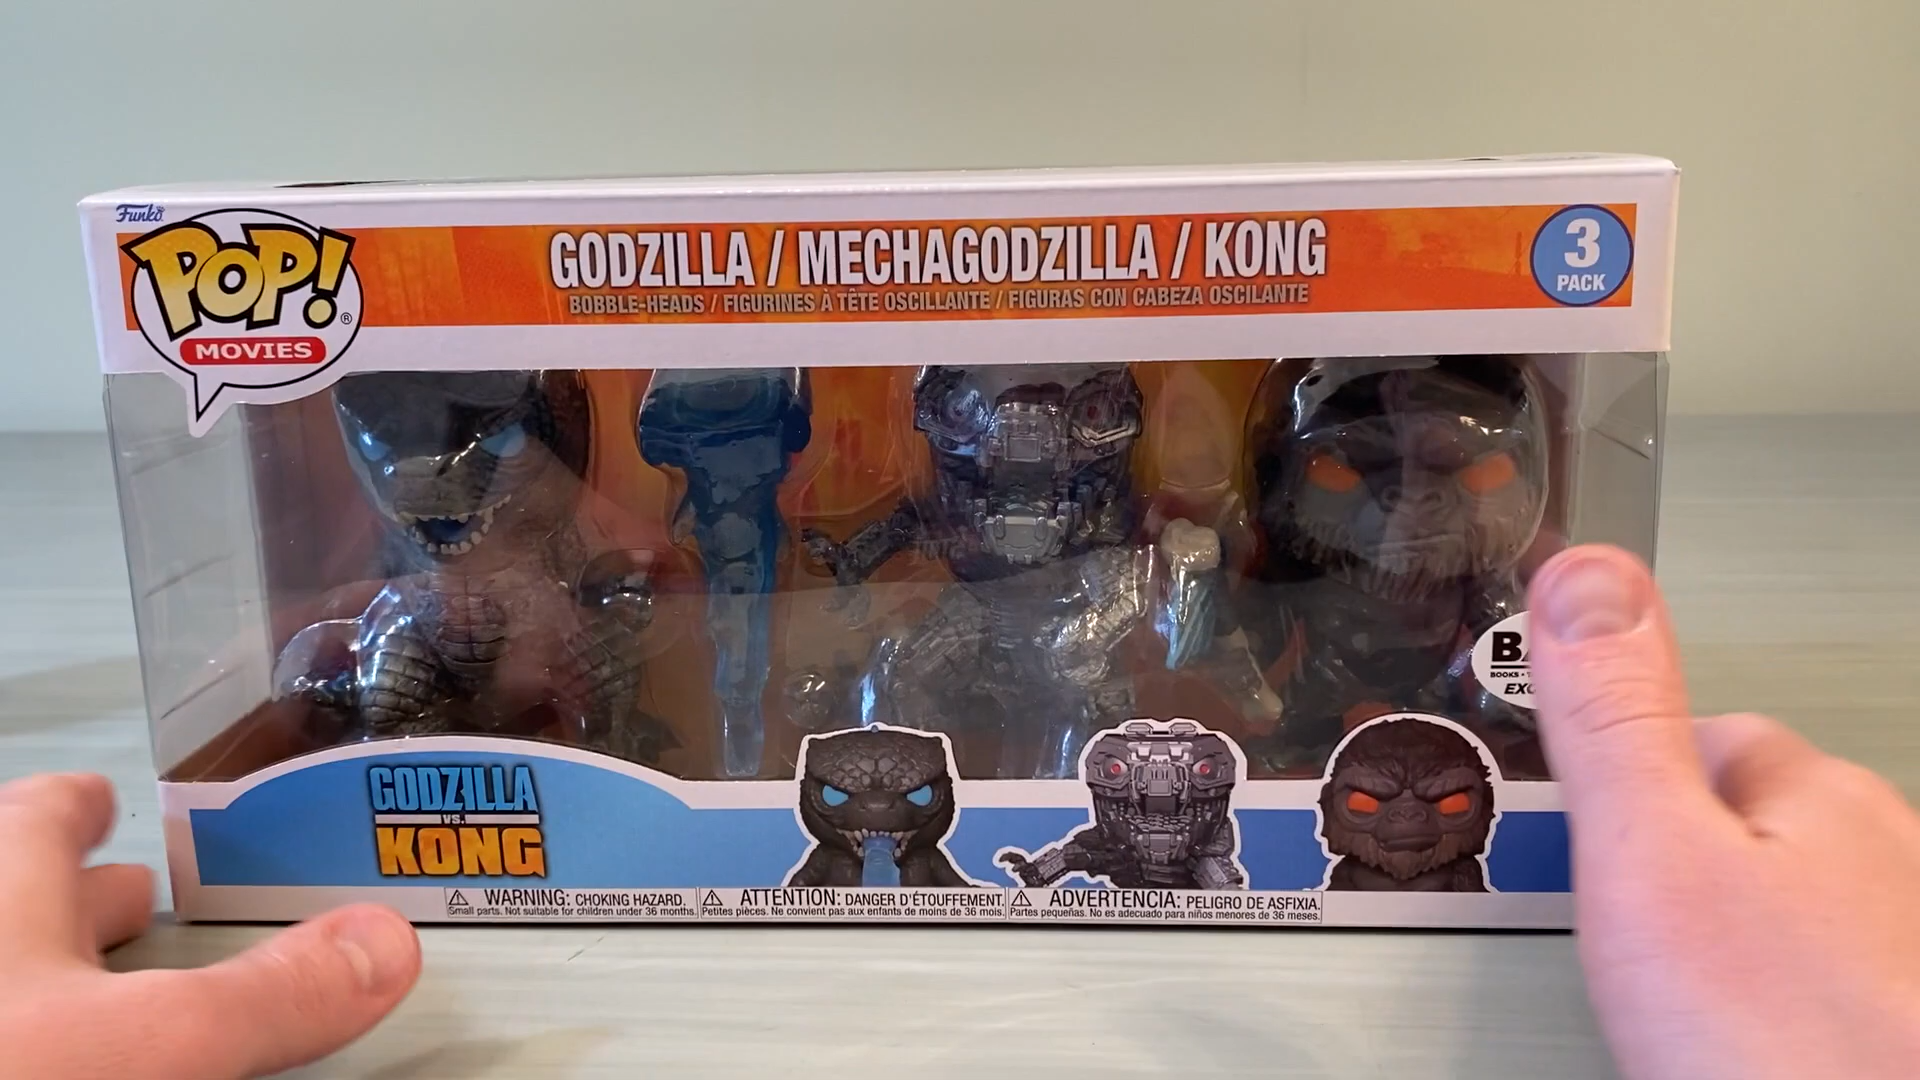 Funko
POP! ®
MOVIES
GODZILLA / MECHAGODZILLA / KONG
BOBBLE-HEADS / FIGURINES À TÊTE OSCILLANTE / FIGURAS CON CABEZA OSCILANTE
3
PACK
BOOKS •
GODZILLA
VS.
KONG
WARNING: CHOKING HAZARD.
Small parts. Not suitable for children under 36 months.
ATTENTION: DANGER D'ÉTOUFFEMENT.
Petites pièces. Ne convient pas aux enfants de moins de 36 mois.
ADVERTENCIA: PELIGRO DE ASFIXIA.
Partes pequeñas. No es adecuado para niños menores de 36 meses.